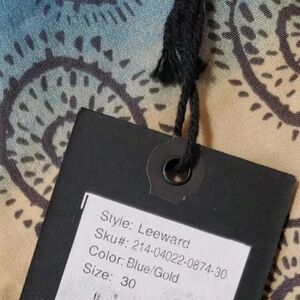 Style: Leeward
Sku#: 214-04022-0874-30
Color: Blue/Gold
Size: 30